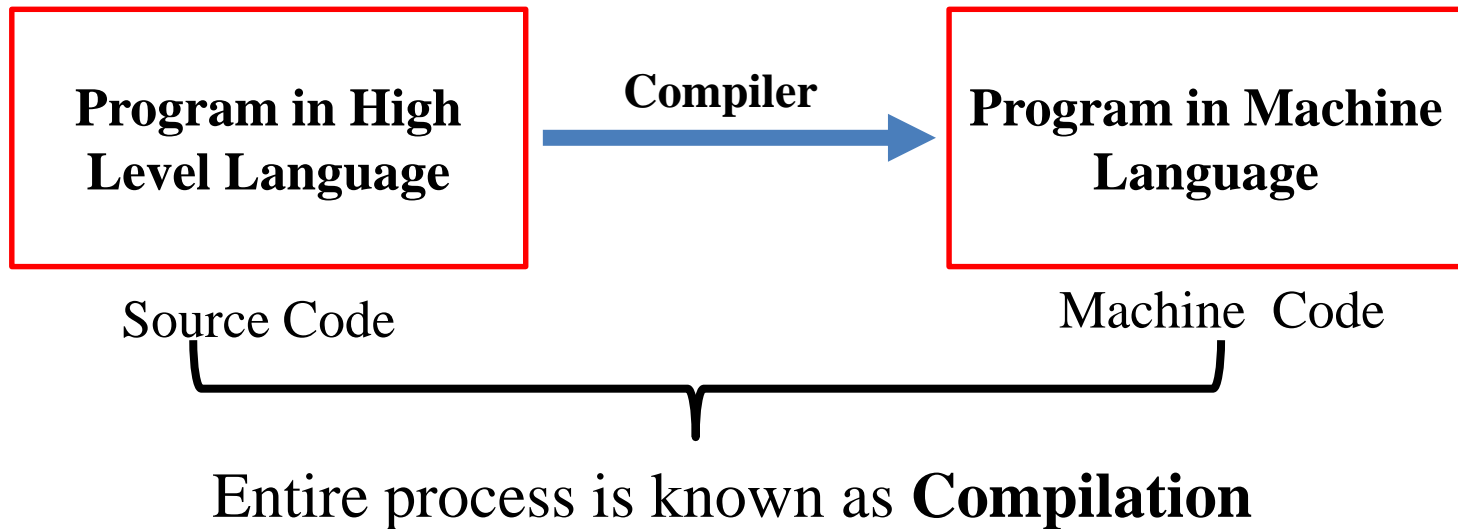 Program in High
Level Language
Compiler
Program in Machine
Language
Source Code
Machine Code
Entire process is known as Compilation